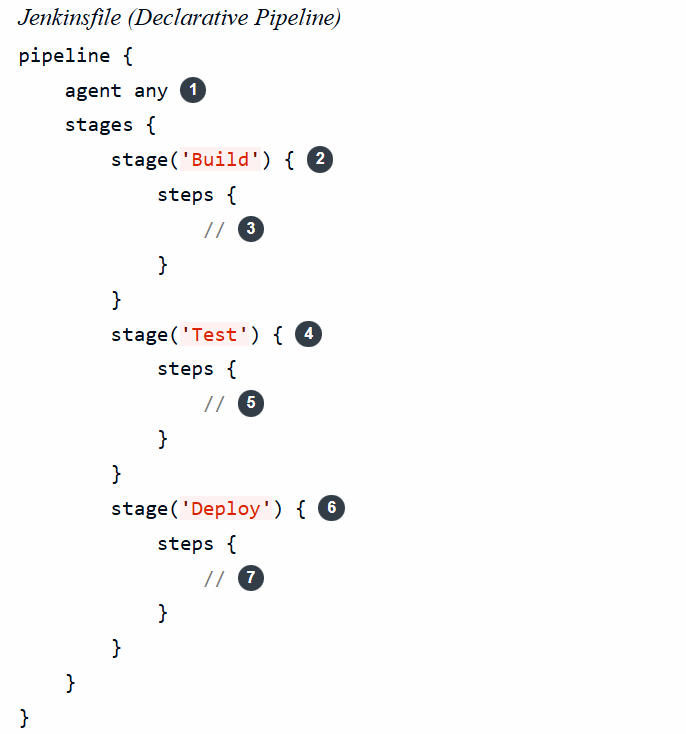 Jenkinsfile (Declarative Pipeline)
pipeline {
    agent any 1
    stages {
        stage('Build') { 2
            steps {
                // 3
            }
        }
        stage('Test') { 4
            steps {
                // 5
            }
        }
        stage('Deploy') { 6
            steps {
                // 7
            }
        }
    }
}